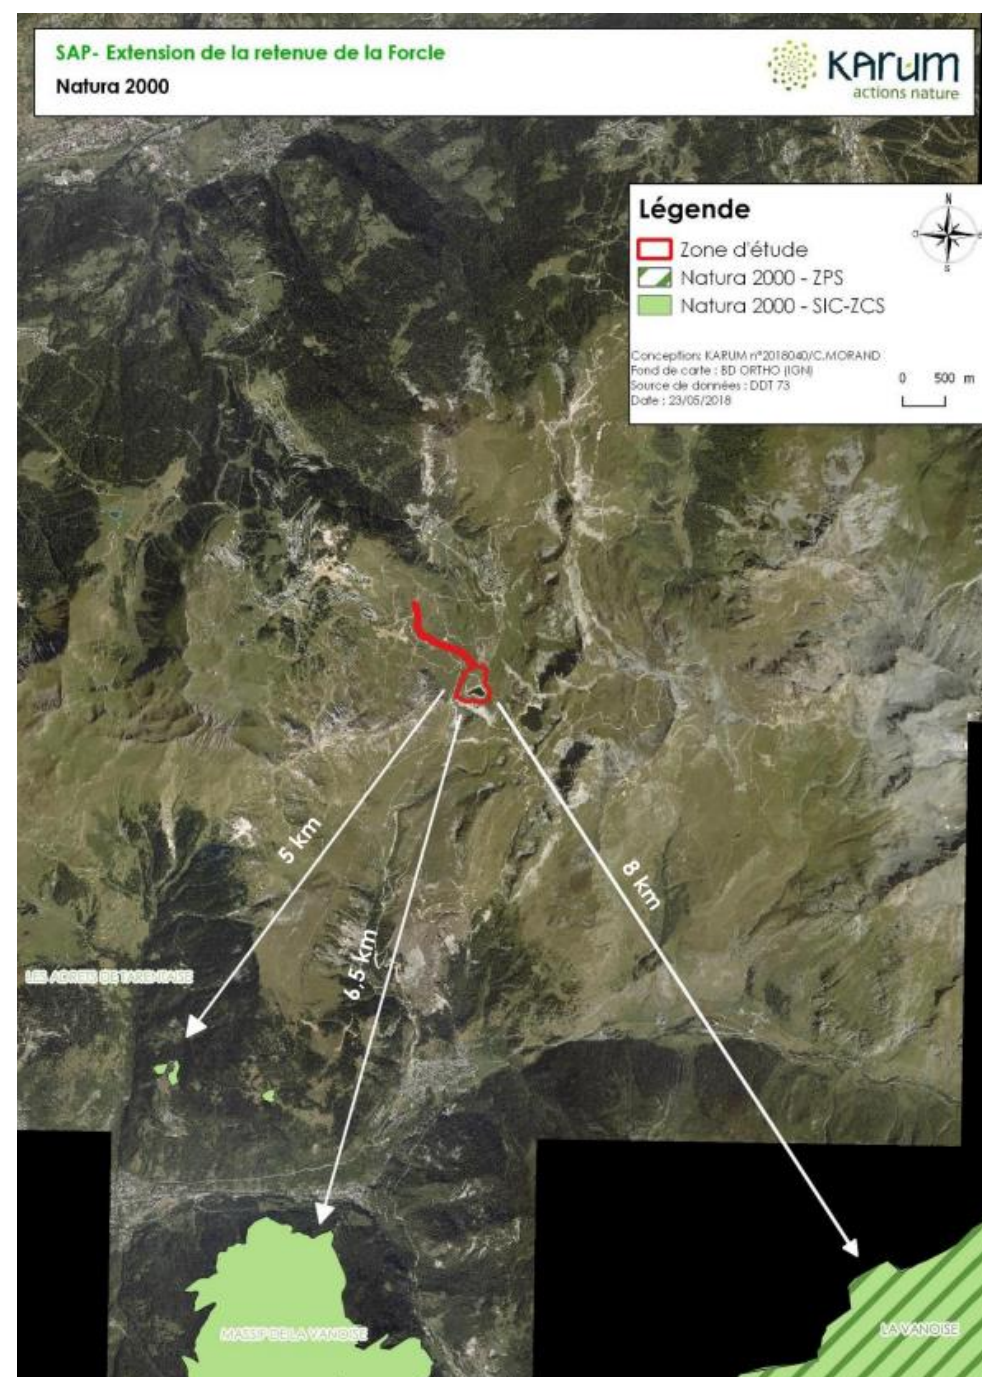 SAP- Extension de la retenue de la Forcle
Natura 2000
KArum
actions nature
Légende
N
O
E
S
Zone d'étude
Natura 2000 - ZPS
Natura 2000 - SIC-ZCS
Conception: KARUM n°2018040/C.MORAND
Fond de carte : BD ORTHO (IGN)
Source de données : DDT 73
Date : 23/05/2018
0 500 m
5 km
8 km
6,5 km
LES ADRETS DE TARENTAISE
MASSIF DE LA VANOISE
LA VANOISE